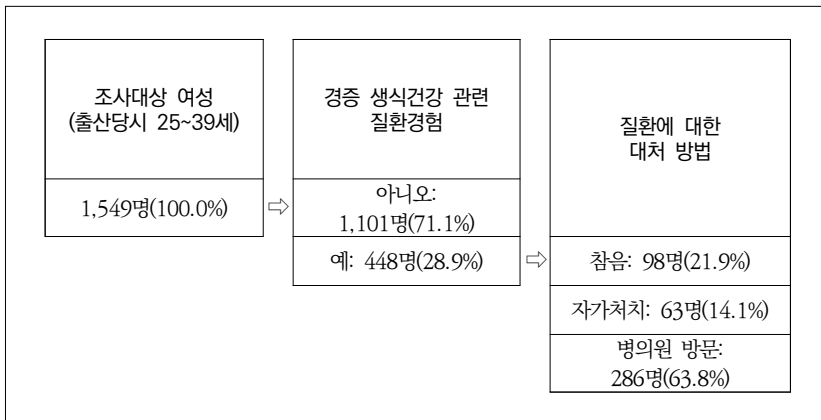 조사대상 여성
(출산당시 25~39세)
1,549명(100.0%)
⇨
경증 생식건강 관련
질환경험
아니오:
1,101명(71.1%)
예: 448명(28.9%)
⇨
질환에 대한
대처 방법
참음: 98명(21.9%)
자가처치: 63명(14.1%)
병의원 방문:
286명(63.8%)